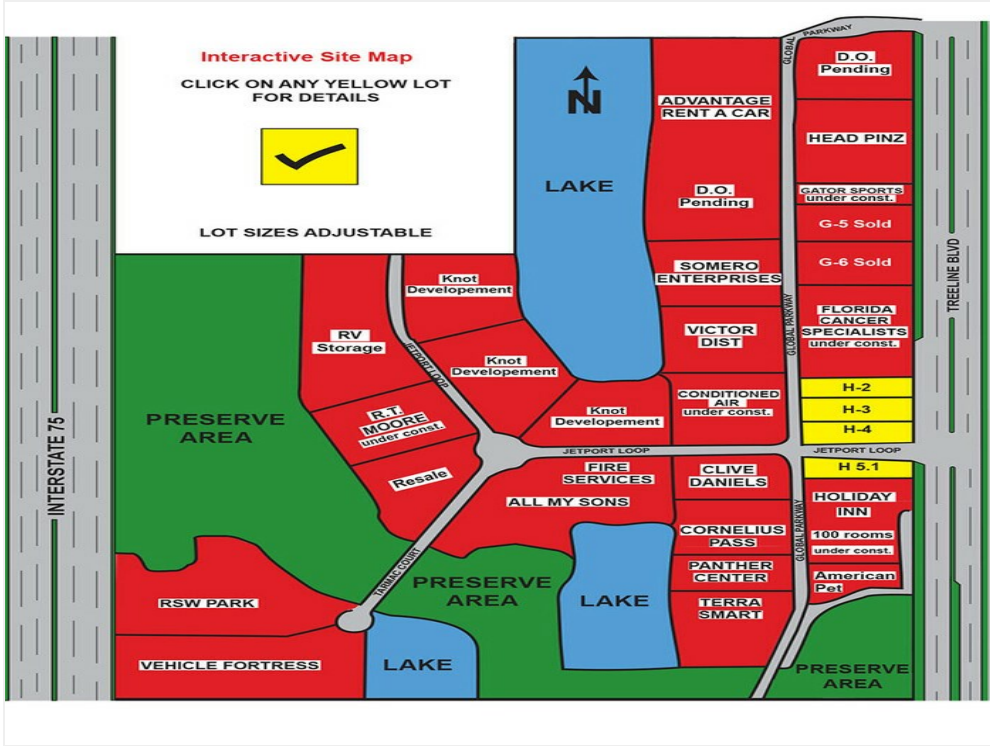 Interactive Site Map
CLICK ON ANY YELLOW LOT
FOR DETAILS
LOT SIZES ADJUSTABLE
N
LAKE
ADVANTAGE
RENT A CAR
D.O.
Pending
SOMERO
ENTERPRISES
VICTOR
DIST
CONDITIONED
AIR
under const.
GLOBAL PARKWAY
D.O.
Pending
HEAD PINZ
GATOR SPORTS
under const.
G-5 Sold
G-6 Sold
FLORIDA
CANCER
SPECIALISTS
under const.
H-2
H-3
H-4
JETPORT LOOP
H 5.1
TREELINE BLVD
GLOBAL PARKWAY
INTERSTATE 75
PRESERVE
AREA
RV
Storage
JETPORT LOOP
Knot
Developement
Knot
Developement
Knot
Developement
R.T.
MOORE
under const.
Resale
JETPORT LOOP
FIRE
SERVICES
ALL MY SONS
CLIVE
DANIELS
CORNELIUS
PASS
PANTHER
CENTER
TERRA
SMART
GLOBAL PARKWAY
HOLIDAY
INN
100 rooms
under const.
American
Pet
TARMAC COURT
PRESERVE
AREA
LAKE
RSW PARK
VEHICLE FORTRESS
LAKE
PRESERVE
AREA